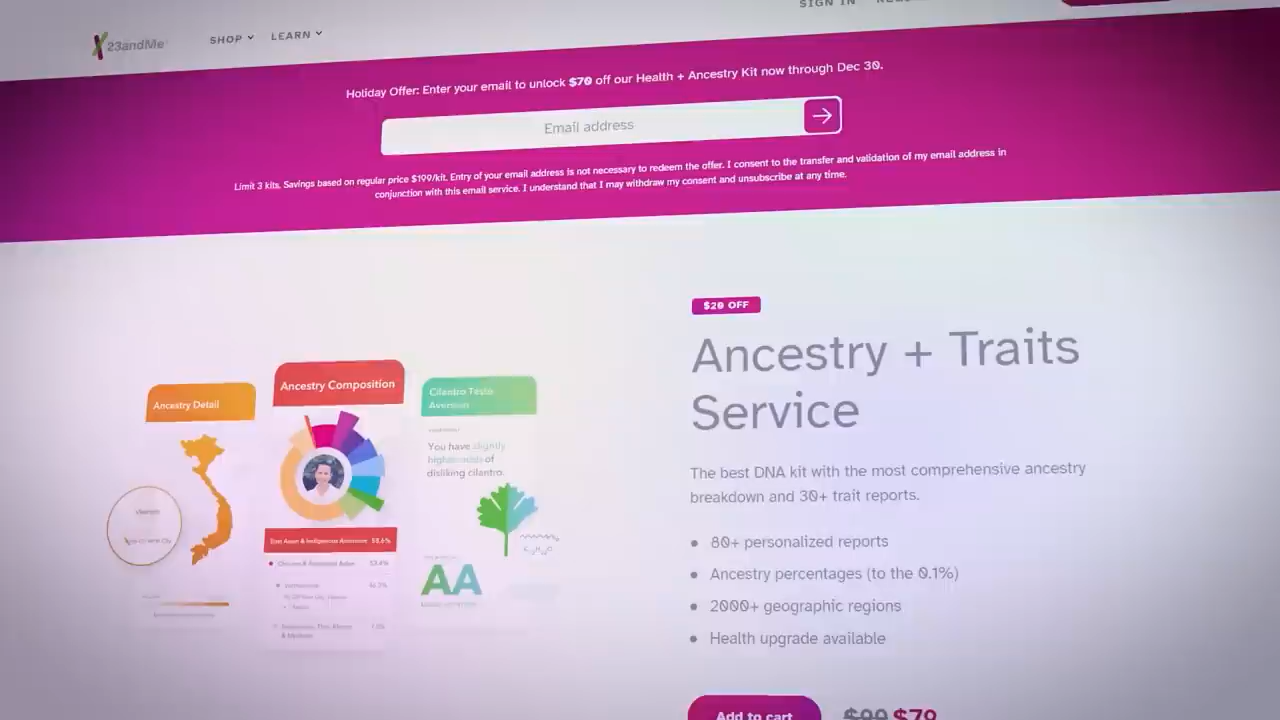 23andMe
SHOP
LEARN
SIGN IN
Holiday Offer: Enter your email to unlock $70 off our Health + Ancestry Kit now through Dec 30.
Email address
Limit 3 kits. Savings based on regular price $199/kit. Entry of your email address is not necessary to redeem the offer. I consent to the transfer and validation of my email address in
conjunction with this email service. I understand that I may withdraw my consent and unsubscribe at any time.
$20 OFF
Ancestry + Traits
Service
The best DNA kit with the most comprehensive ancestry
breakdown and 30+ trait reports.
80+ personalized reports
Ancestry percentages (to the 0.1%)
2000+ geographic regions
Health upgrade available
Add to cart
$99 $79
Ancestry Detail
Ancestry Composition
East Asian & Indigenous American 58.6%
Cilantro Taste
Aversion
You have slightly
higher odds of
disliking cilantro.
AA